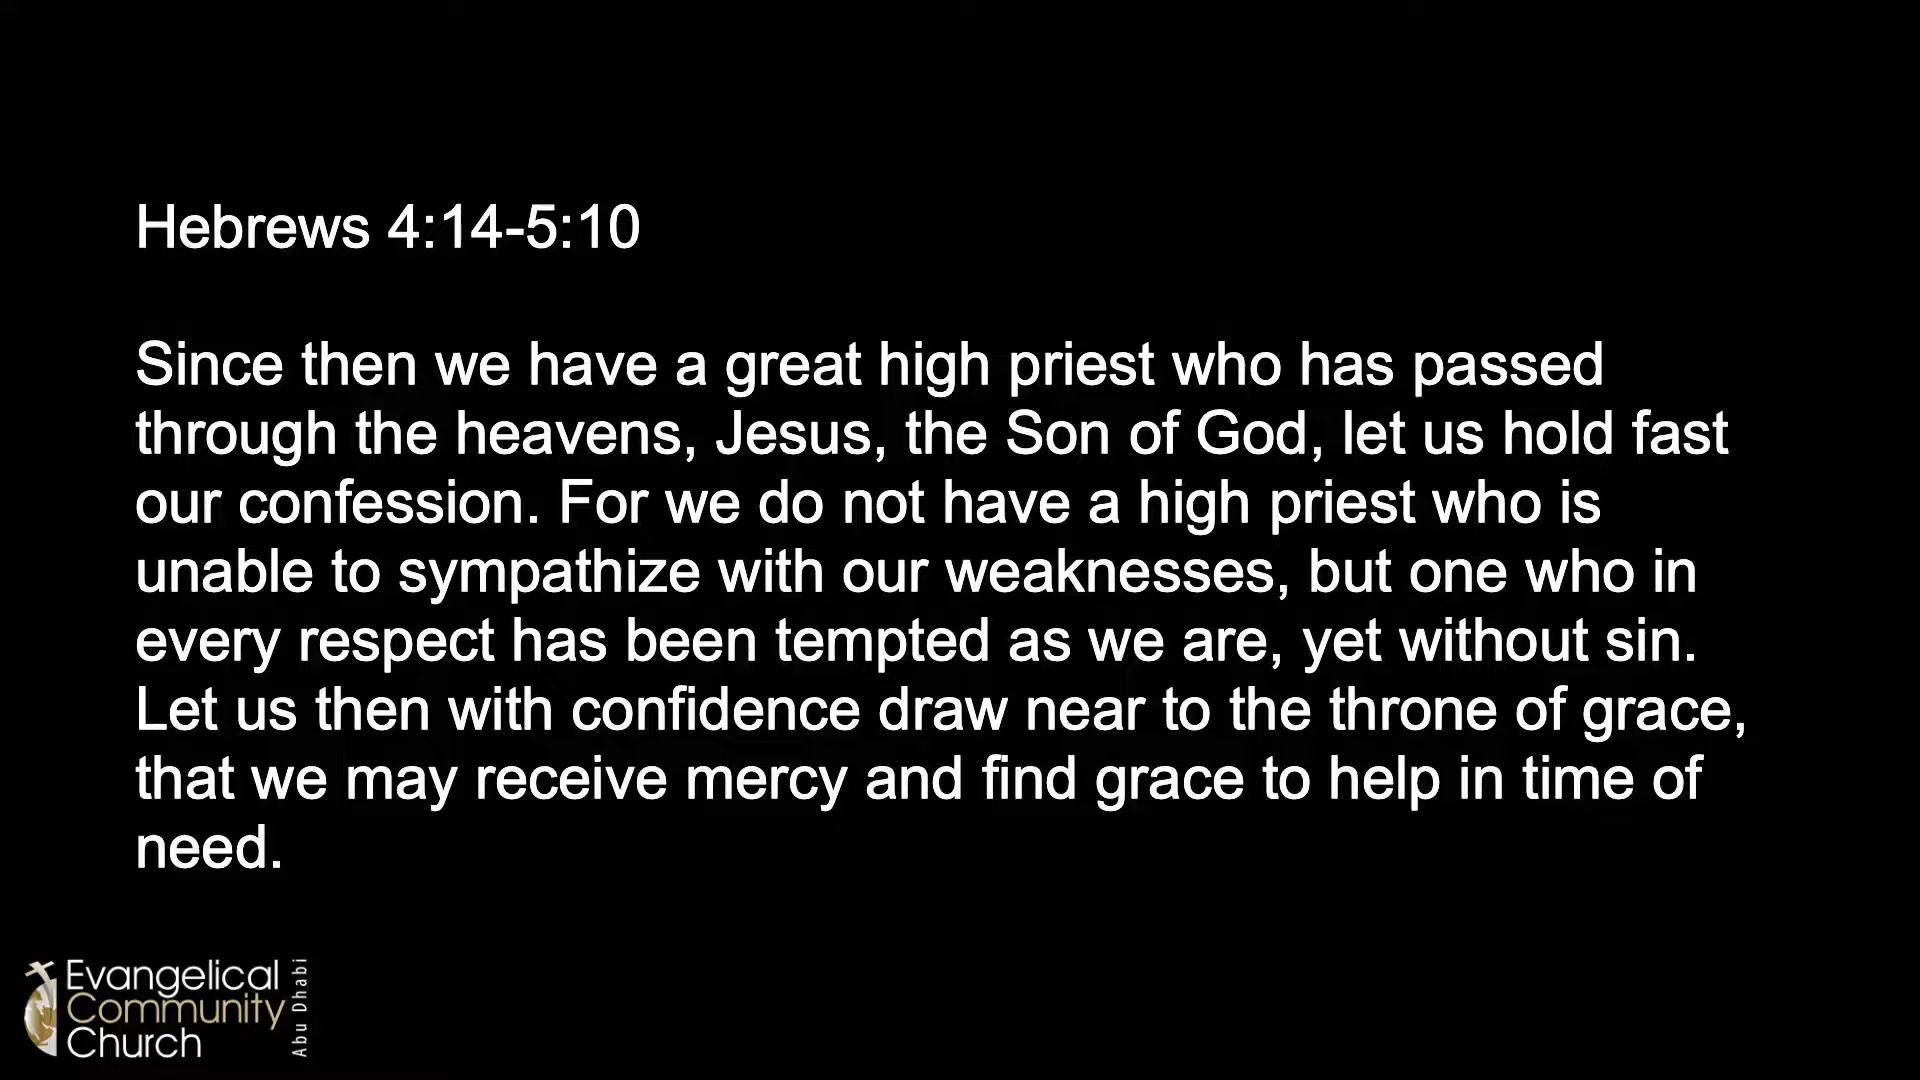 Hebrews 4:14-5:10
Since then we have a great high priest who has passed
through the heavens, Jesus, the Son of God, let us hold fast
our confession. For we do not have a high priest who is
unable to sympathize with our weaknesses, but one who in
every respect has been tempted as we are, yet without sin.
Let us then with confidence draw near to the throne of grace,
that we may receive mercy and find grace to help in time of
need.
Evangelical
Community
Church
Abu Dhabi